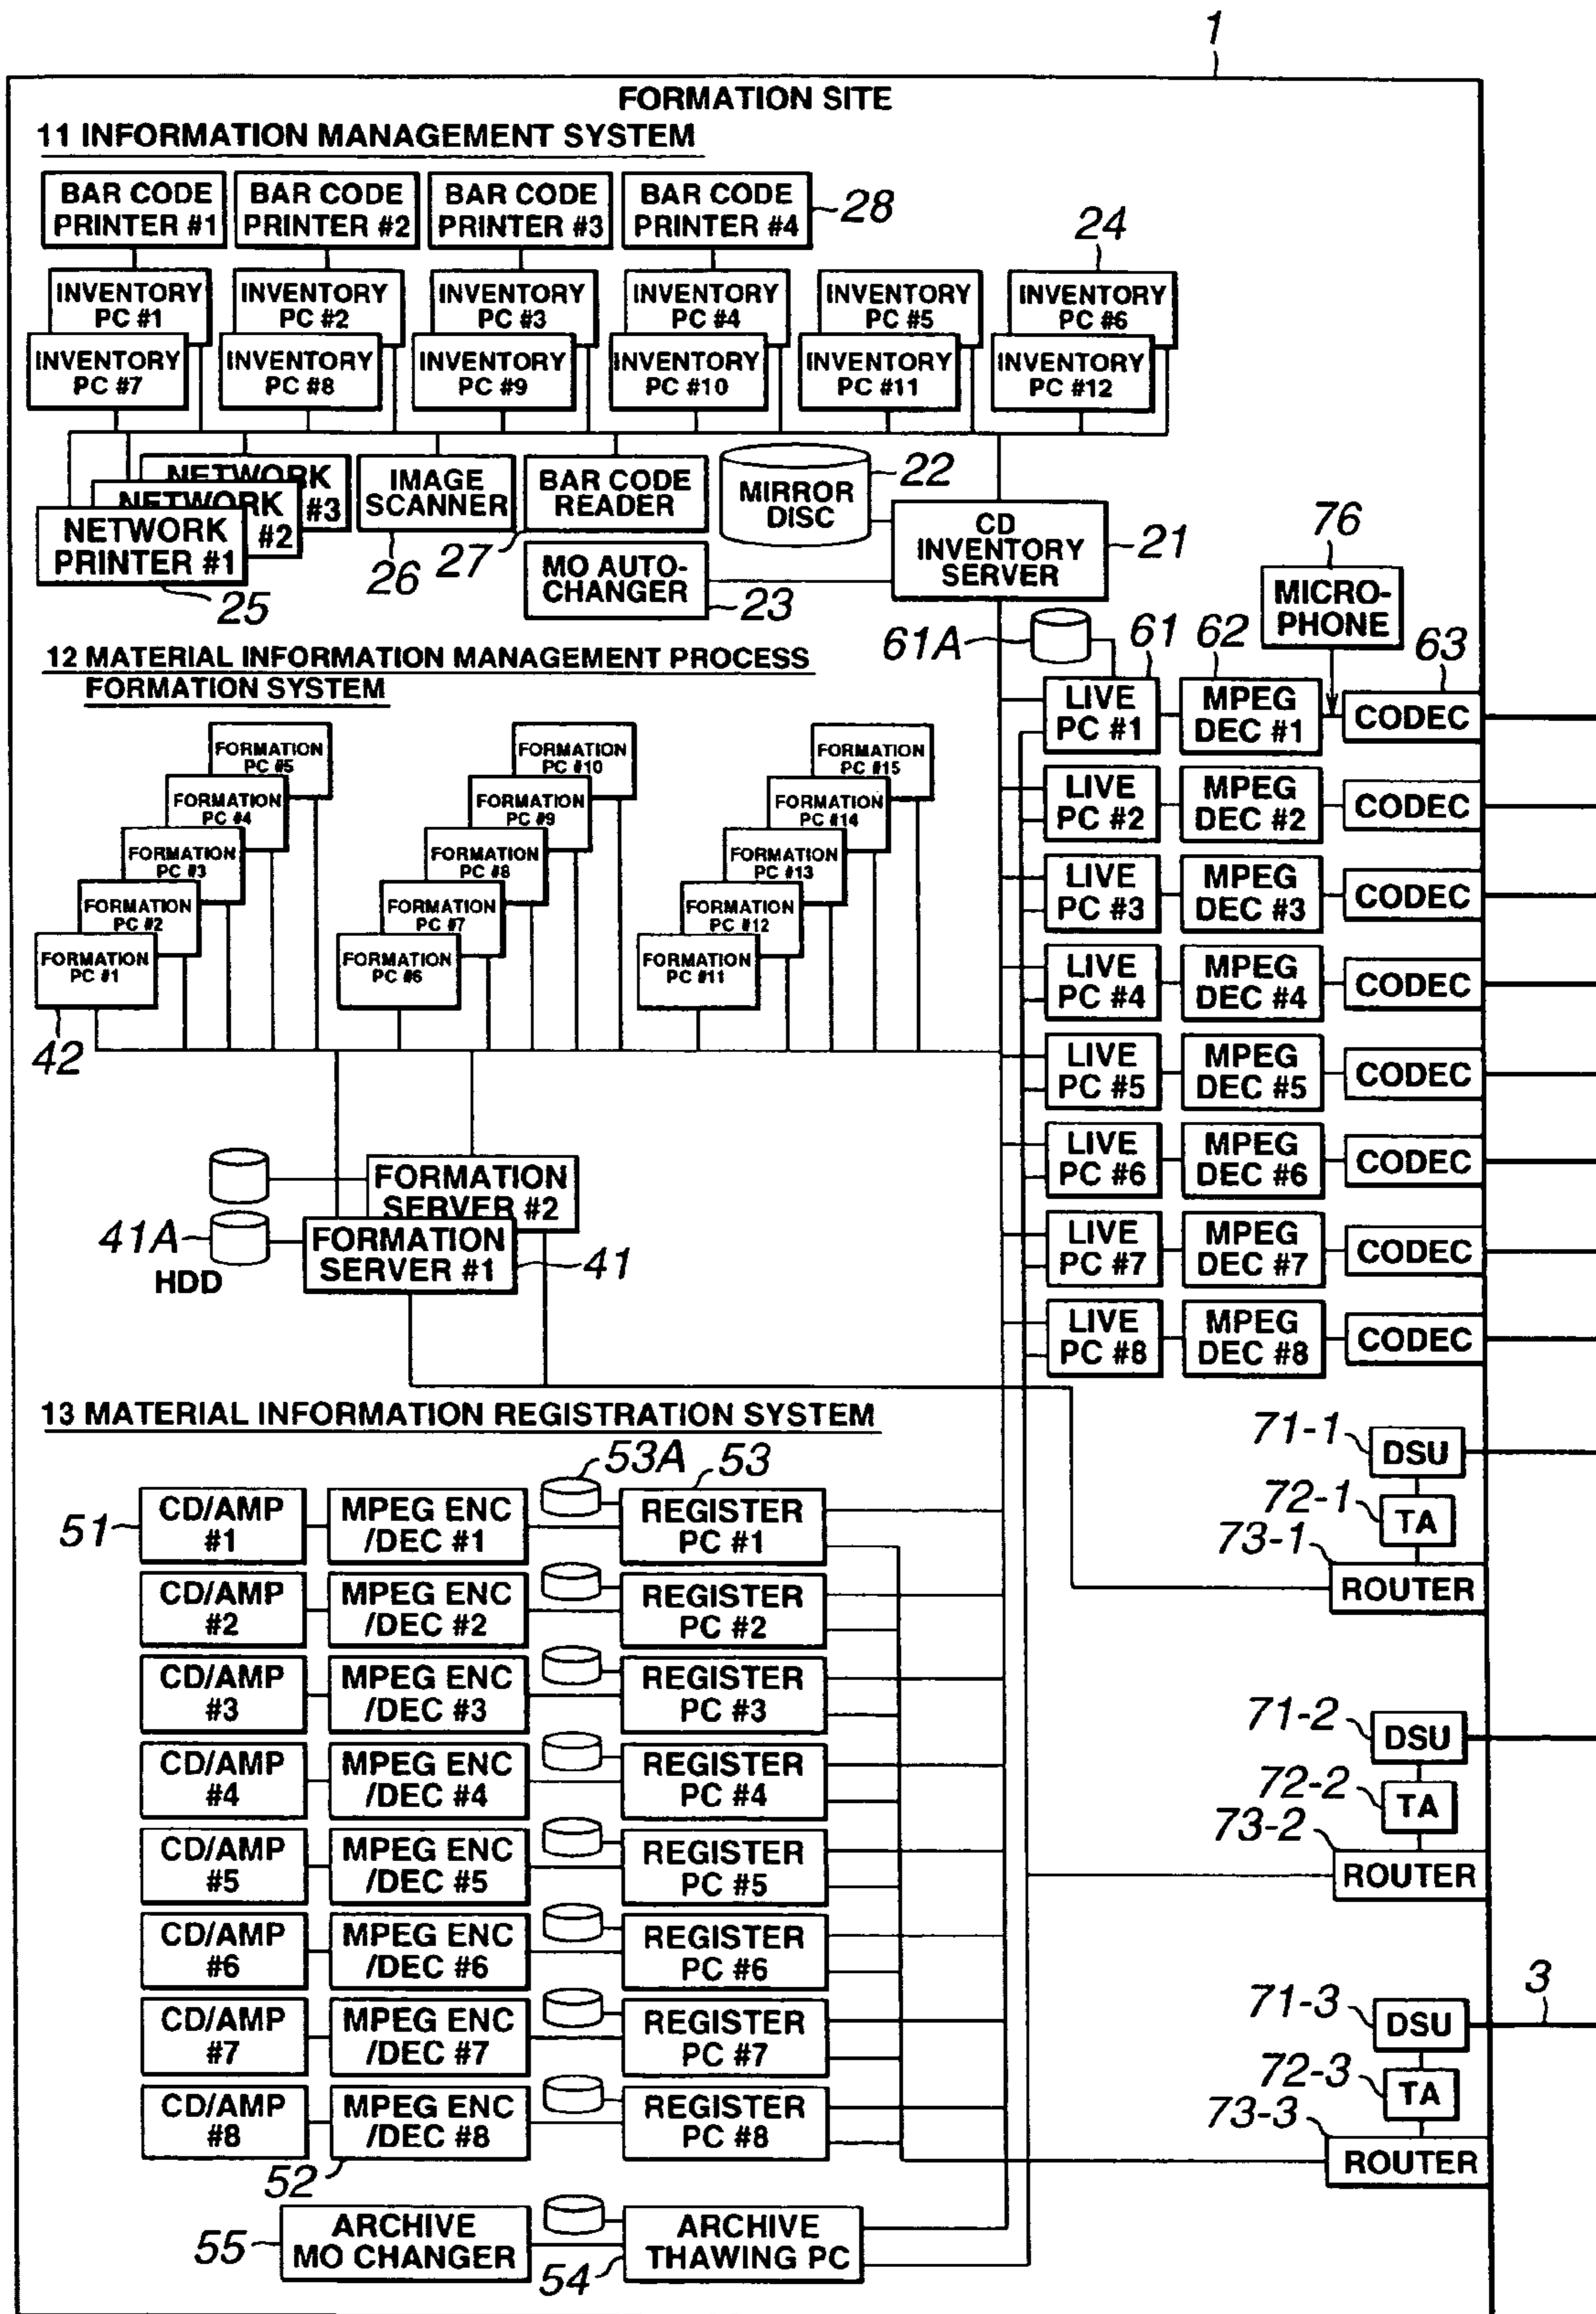 1
FORMATION SITE
11 INFORMATION MANAGEMENT SYSTEM
BAR CODE
PRINTER #1
BAR CODE
PRINTER #2
BAR CODE
PRINTER #3
BAR CODE
PRINTER #4
28
24
INVENTORY
PC #1
INVENTORY
PC #2
INVENTORY
PC #3
INVENTORY
PC #4
INVENTORY
PC #5
INVENTORY
PC #6
INVENTORY
PC #7
INVENTORY
PC #8
INVENTORY
PC #9
INVENTORY
PC #10
INVENTORY
PC #11
INVENTORY
PC #12
NETWORK
#3
NETWORK
#2
NETWORK
PRINTER #1
25
IMAGE
SCANNER
26
BAR CODE
READER
27
MIRROR
DISC
22
CD
INVENTORY
SERVER
21
MO AUTO-
CHANGER
23
76
MICRO-
PHONE
12 MATERIAL INFORMATION MANAGEMENT PROCESS
FORMATION SYSTEM
61A
61
62
63
FORMATION
PC #5
FORMATION
PC #4
FORMATION
PC #3
FORMATION
PC #2
FORMATION
PC #1
42
FORMATION
PC #10
FORMATION
PC #9
FORMATION
PC #8
FORMATION
PC #7
FORMATION
PC #6
FORMATION
PC #15
FORMATION
PC #14
FORMATION
PC #13
FORMATION
PC #12
FORMATION
PC #11
LIVE
PC #1
MPEG
DEC #1
CODEC
LIVE
PC #2
MPEG
DEC #2
CODEC
LIVE
PC #3
MPEG
DEC #3
CODEC
LIVE
PC #4
MPEG
DEC #4
CODEC
LIVE
PC #5
MPEG
DEC #5
CODEC
LIVE
PC #6
MPEG
DEC #6
CODEC
LIVE
PC #7
MPEG
DEC #7
CODEC
LIVE
PC #8
MPEG
DEC #8
CODEC
FORMATION
SERVER #2
41A
HDD
FORMATION
SERVER #1
41
13 MATERIAL INFORMATION REGISTRATION SYSTEM
53A
53
51
CD/AMP
#1
MPEG ENC
/DEC #1
REGISTER
PC #1
CD/AMP
#2
MPEG ENC
/DEC #2
REGISTER
PC #2
CD/AMP
#3
MPEG ENC
/DEC #3
REGISTER
PC #3
CD/AMP
#4
MPEG ENC
/DEC #4
REGISTER
PC #4
CD/AMP
#5
MPEG ENC
/DEC #5
REGISTER
PC #5
CD/AMP
#6
MPEG ENC
/DEC #6
REGISTER
PC #6
CD/AMP
#7
MPEG ENC
/DEC #7
REGISTER
PC #7
CD/AMP
#8
MPEG ENC
/DEC #8
REGISTER
PC #8
52
55
ARCHIVE
MO CHANGER
54
ARCHIVE
THAWING PC
71-1
DSU
72-1
TA
73-1
ROUTER
71-2
DSU
72-2
TA
73-2
ROUTER
71-3
DSU
3
72-3
TA
73-3
ROUTER